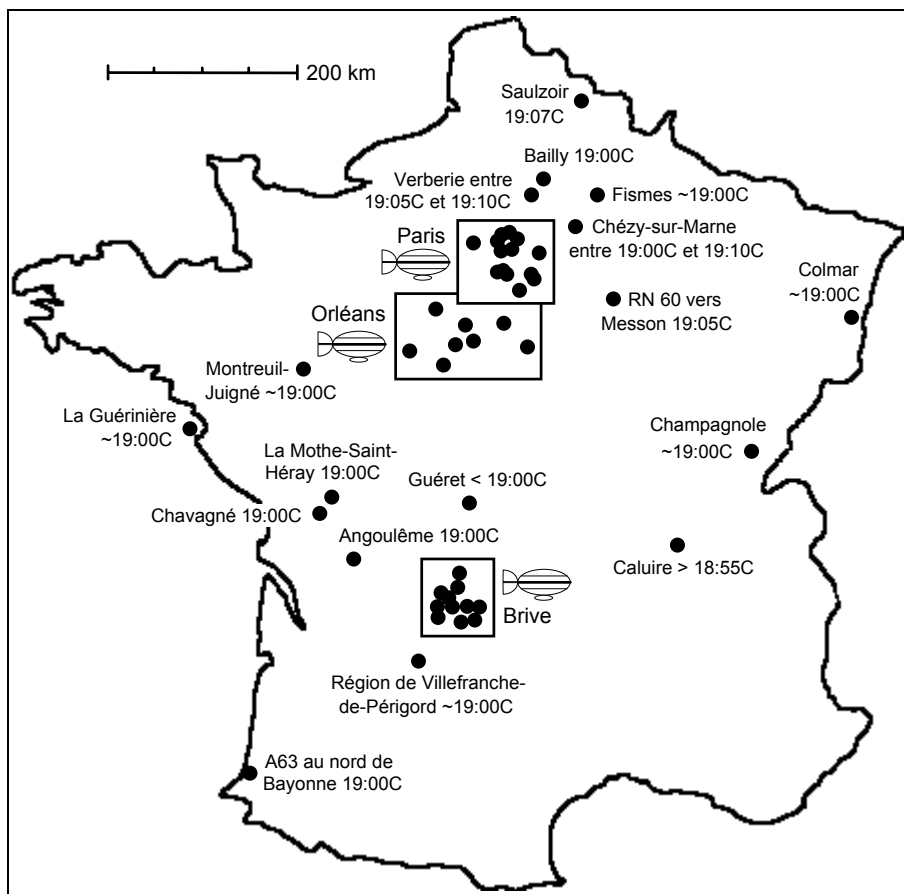 200 km
Saulzoir
19:07C
Bailly 19:00C
Verberie entre
19:05C et 19:10C
Fismes ~19:00C
Paris
Chézy-sur-Marne
entre 19:00C et 19:10C
Colmar
~19:00C
Orléans
RN 60 vers
Messon 19:05C
Montreuil-
Juigné ~19:00C
La Guérinière
~19:00C
Champagnole
~19:00C
La Mothe-Saint-
Héray 19:00C
Guéret < 19:00C
Chavagné 19:00C
Angoulême 19:00C
Caluire > 18:55C
Brive
Région de Villefranche-
de-Périgord ~19:00C
A63 au nord de
Bayonne 19:00C